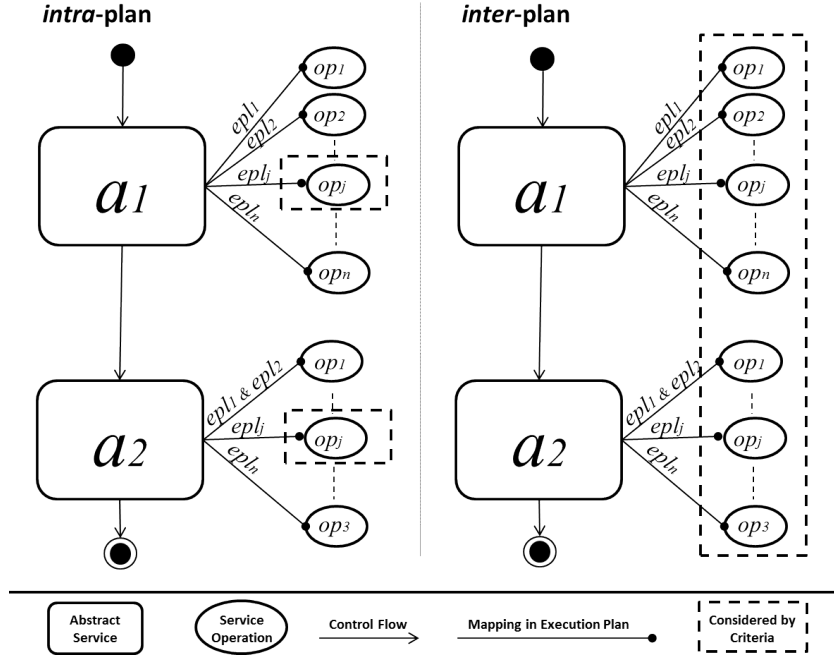 intra-plan
inter-plan
a1
epl1
epl2
eplj
epln
op1
op2
opj
opn
a2
epl1 & epl2
eplj
epln
op1
opj
op3
a1
epl1
epl2
eplj
epln
op1
op2
opj
opn
a2
epl1 & epl2
eplj
epln
op1
opj
op3
Abstract
Service
Service
Operation
Control Flow
Mapping in Execution Plan
Considered by
Criteria